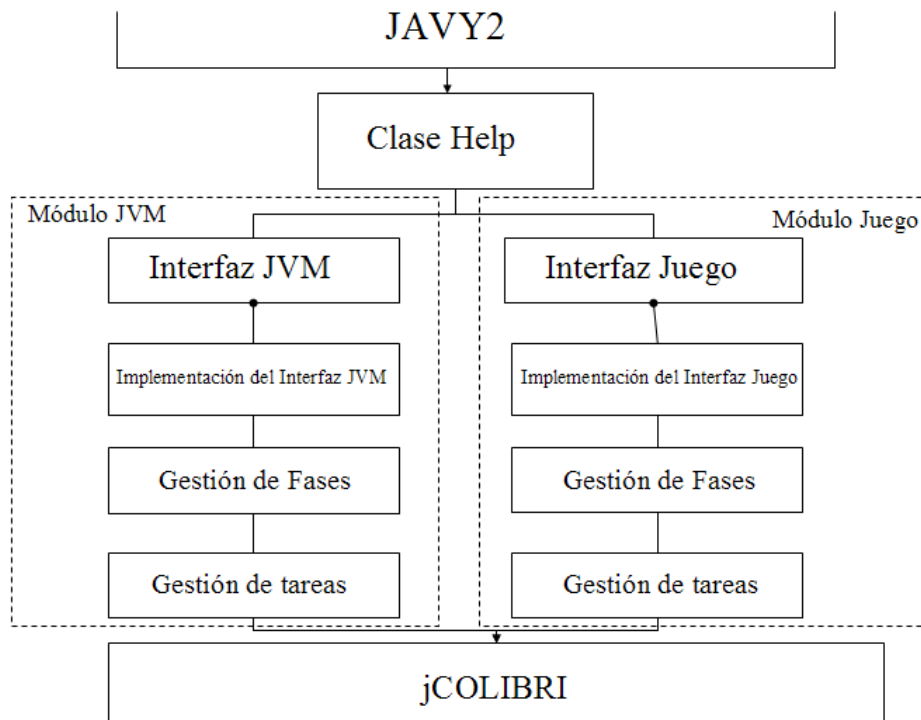 JAVY2
Clase Help
Módulo JVM
Módulo Juego
Interfaz JVM
Interfaz Juego
Implementación del Interfaz JVM
Implementación del Interfaz Juego
Gestión de Fases
Gestión de Fases
Gestión de tareas
Gestión de tareas
jCOLIBRI